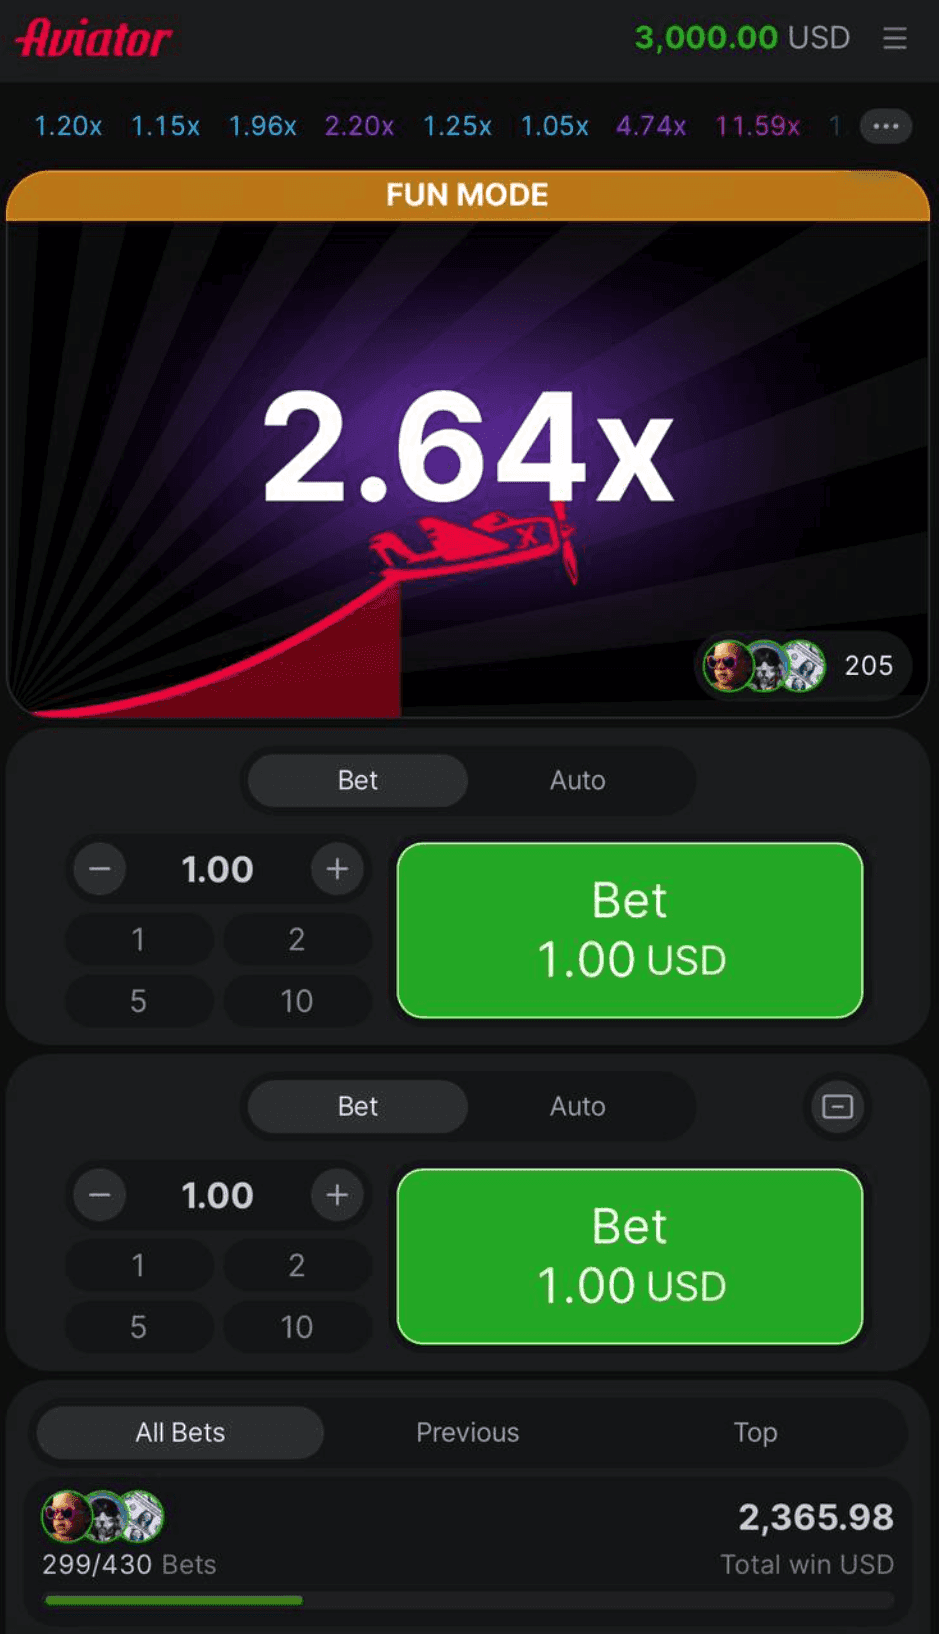 Aviator 3,000.00 USD
1.20x 1.15x 1.96x 2.20x 1.25x 1.05x 4.74x 11.59x 1.
FUN MODE
2.64x
X
205
Bet Auto
1.00
1 2
5 10
Bet
1.00 USD
Bet Auto
1.00
1 2
5 10
Bet
1.00 USD
All Bets Previous Top
2,365.98
299/430 Bets Total win USD